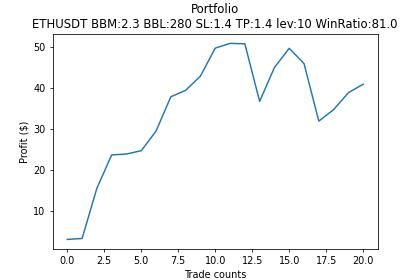 Portfolio
ETHUSDT BBM:2.3 BBL:280 SL:1.4 TP:1.4 lev:10 WinRatio:81.0
50
40
30
20
10
Profit ($)
0.0 2.5 5.0 7.5 10.0 12.5 15.0 17.5 20.0
Trade counts